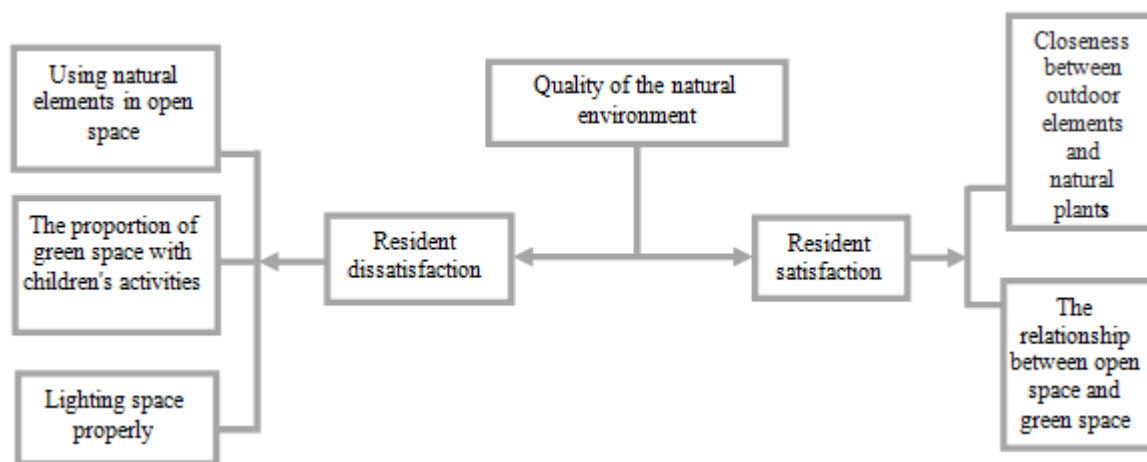 Using natural
elements in open
space
The proportion of
green space with
children's activities
Lighting space
properly
Resident
dissatisfaction
Quality of the natural
environment
Resident
satisfaction
Closeness
between
outdoor
elements
and
natural
plants
The
relationship
between open
space and
green space